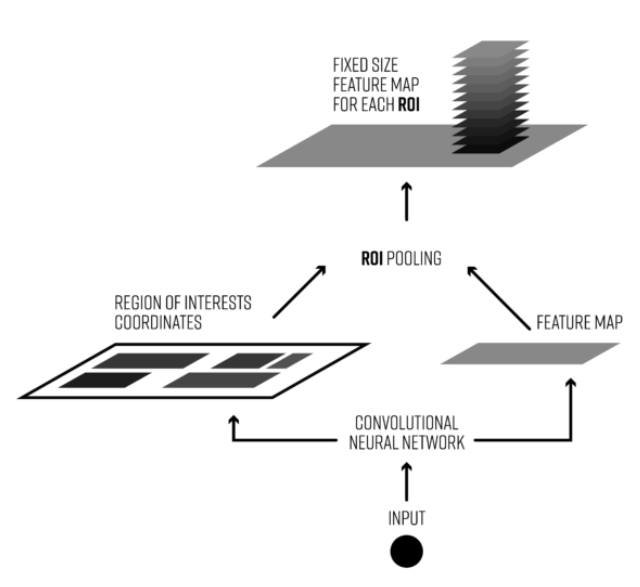 FIXED SIZE
FEATURE MAP
FOR EACH ROI
ROI POOLING
REGION OF INTERESTS
COORDINATES
FEATURE MAP
CONVOLUTIONAL
NEURAL NETWORK
INPUT